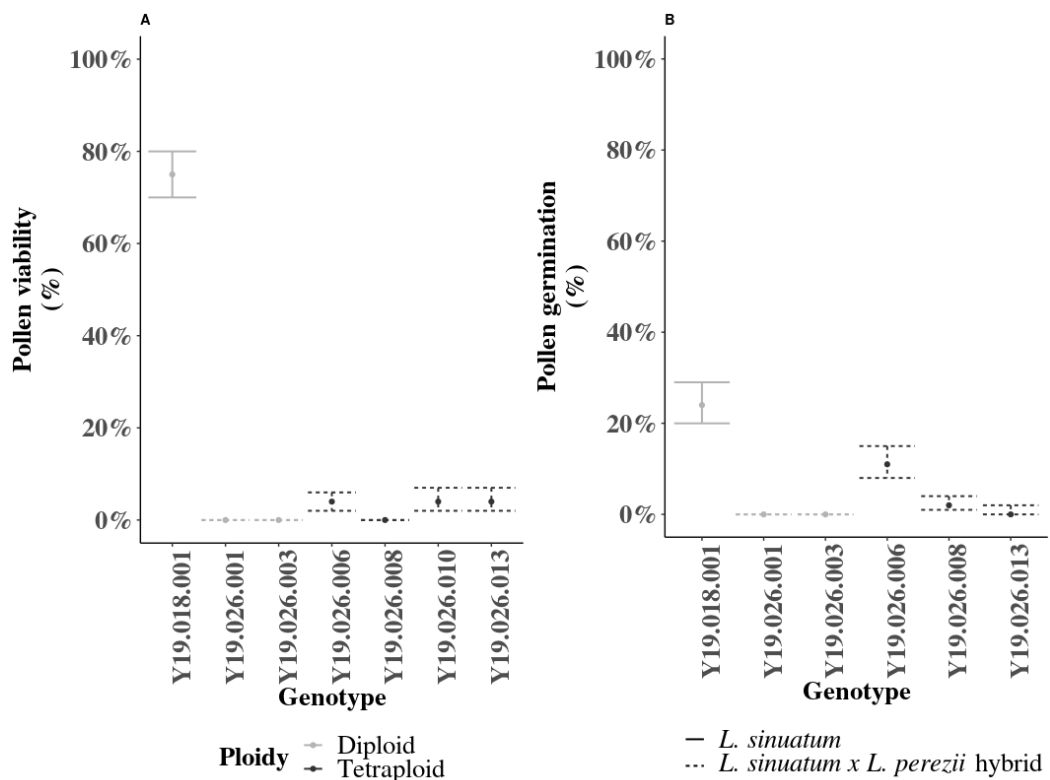 A
100%
80%
60%
40%
20%
0%
Pollen viability
(%)
Y19.018.001
Y19.026.001
Y19.026.003
Y19.026.006
Y19.026.008
Y19.026.010
Y19.026.013
Genotype
B
100%
80%
60%
40%
20%
0%
Pollen germination
(%)
Y19.018.001
Y19.026.001
Y19.026.003
Y19.026.006
Y19.026.008
Y19.026.013
Genotype
Ploidy
Diploid
Tetraploid
L. sinuatum
L. sinuatum x L. perezii hybrid